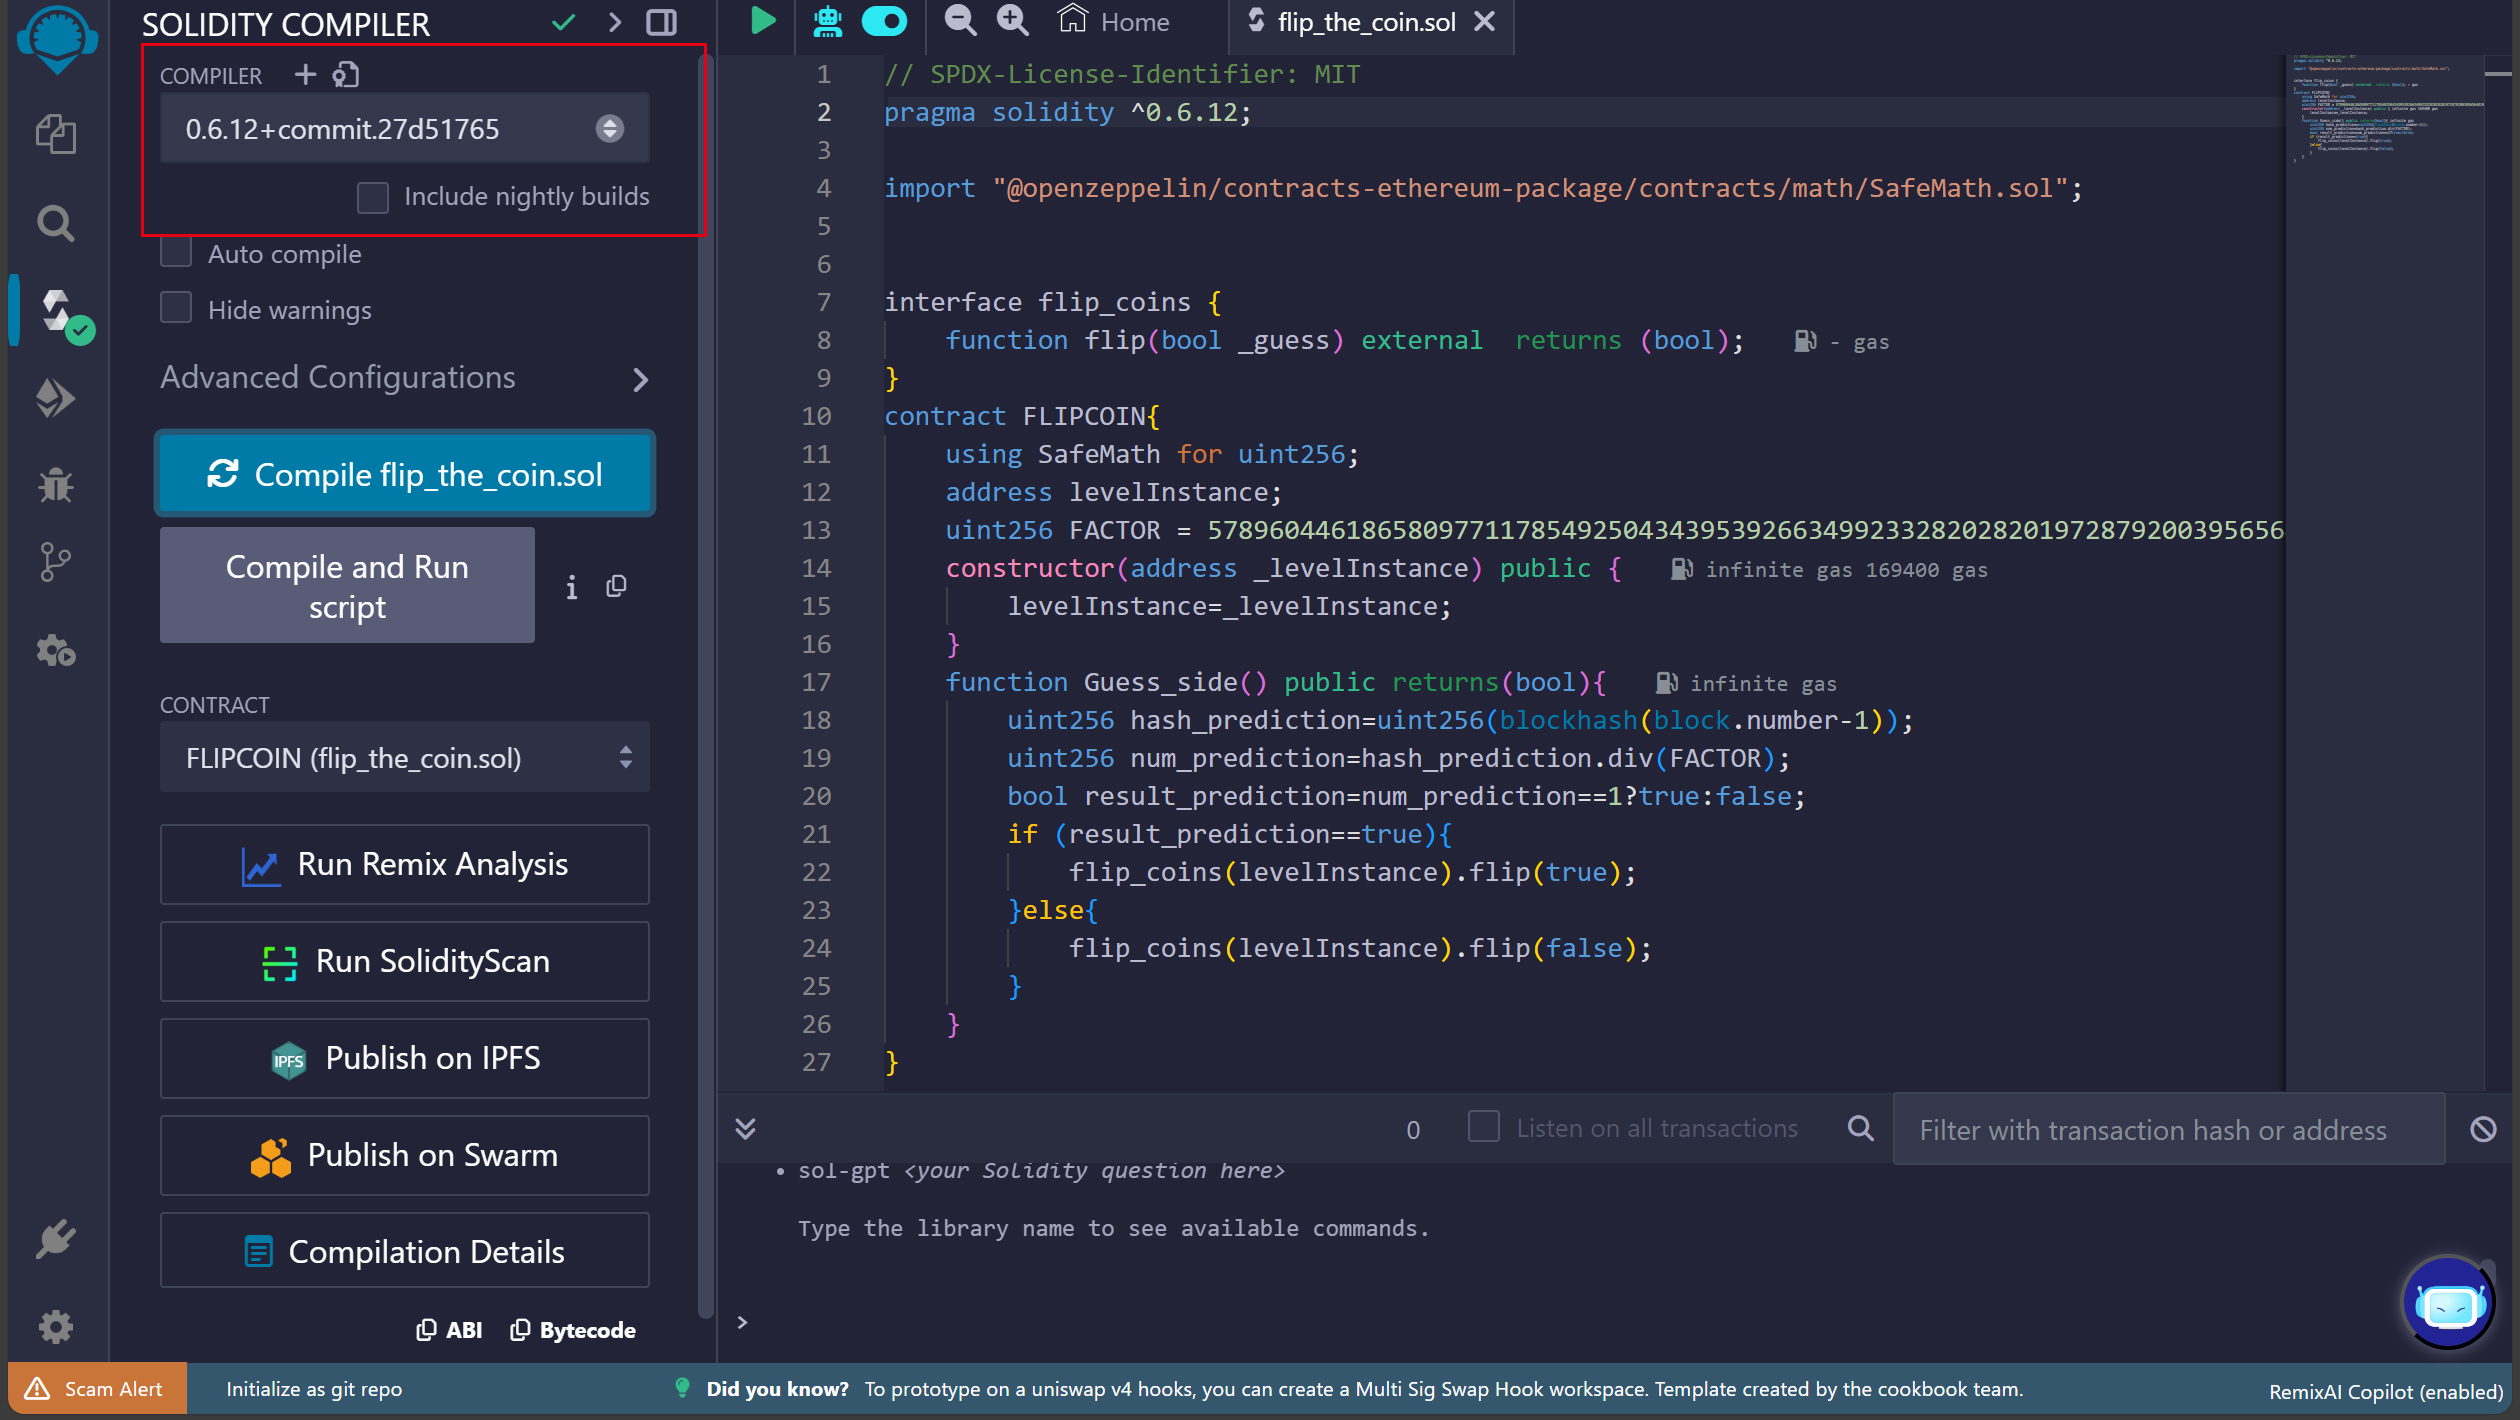 SOLIDITY COMPILER
COMPILER
0.6.12+commit.27d51765
Include nightly builds
Auto compile
Hide warnings
Advanced Configurations
Compile flip_the_coin.sol
Compile and Run
script
CONTRACT
FLIPCOIN (flip_the_coin.sol)
Run Remix Analysis
Run SolidityScan
IPFS Publish on IPFS
Publish on Swarm
Compilation Details
ABI Bytecode
Home flip_the_coin.sol
1 // SPDX-License-Identifier: MIT
2 pragma solidity ^0.6.12;
3
4 import "@openzeppelin/contracts-ethereum-package/contracts/math/SafeMath.sol";
5
6
7 interface flip_coins {
8 function flip(bool _guess) external  returns (bool); - gas
9 }
10 contract FLIPCOIN{
11 using SafeMath for uint256;
12 address levelInstance;
13 uint256 FACTOR = 5789604461865809771178549250434395392663499233282028201972879200395656
14 constructor(address _levelInstance) public { infinite gas 169400 gas
15 levelInstance=_levelInstance;
16 }
17 function Guess_side() public returns(bool){ infinite gas
18 uint256 hash_prediction=uint256(blockhash(block.number-1));
19 uint256 num_prediction=hash_prediction.div(FACTOR);
20 bool result_prediction=num_prediction==1?true:false;
21 if (result_prediction==true){
22 flip_coins(levelInstance).flip(true);
23 }else{
24 flip_coins(levelInstance).flip(false);
25 }
26 }
27 }
0 Listen on all transactions Filter with transaction hash or address
• sol-gpt <your Solidity question here>
Type the library name to see available commands.
>
Scam Alert Initialize as git repo Did you know? To prototype on a uniswap v4 hooks, you can create a Multi Sig Swap Hook workspace. Template created by the cookbook team. RemixAI Copilot (enabled)